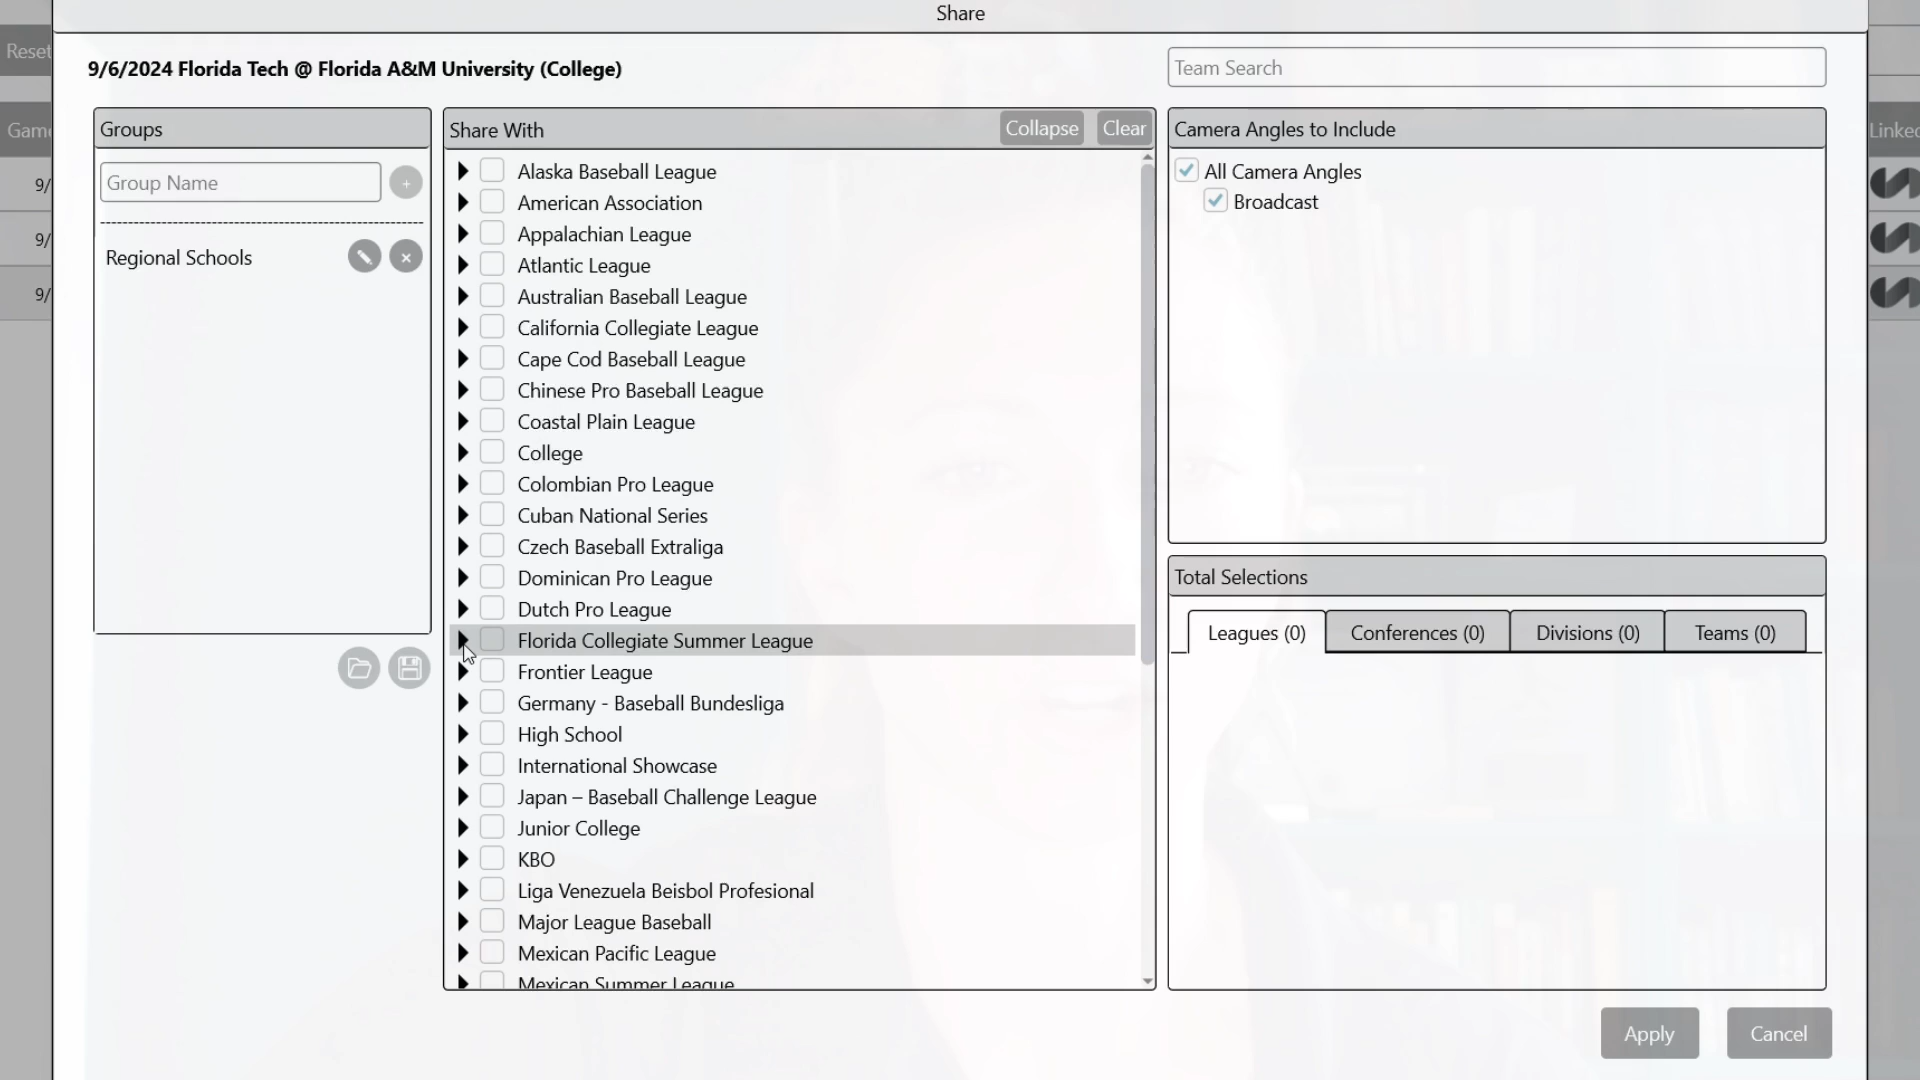 Share
Reset
9/6/2024 Florida Tech @ Florida A&M University (College)
Team Search
Groups
Share With
Collapse
Clear
Camera Angles to Include
Game
Linked
Group Name
+
Regional Schools
9/
9/
9/
Alaska Baseball League
American Association
Appalachian League
Atlantic League
Australian Baseball League
California Collegiate League
Cape Cod Baseball League
Chinese Pro Baseball League
Coastal Plain League
College
Colombian Pro League
Cuban National Series
Czech Baseball Extraliga
Dominican Pro League
Dutch Pro League
Florida Collegiate Summer League
Frontier League
Germany - Baseball Bundesliga
High School
International Showcase
Japan – Baseball Challenge League
Junior College
KBO
Liga Venezuela Beisbol Profesional
Major League Baseball
Mexican Pacific League
Mexican Summer League
All Camera Angles
Broadcast
Total Selections
Leagues (0)
Conferences (0)
Divisions (0)
Teams (0)
Apply
Cancel